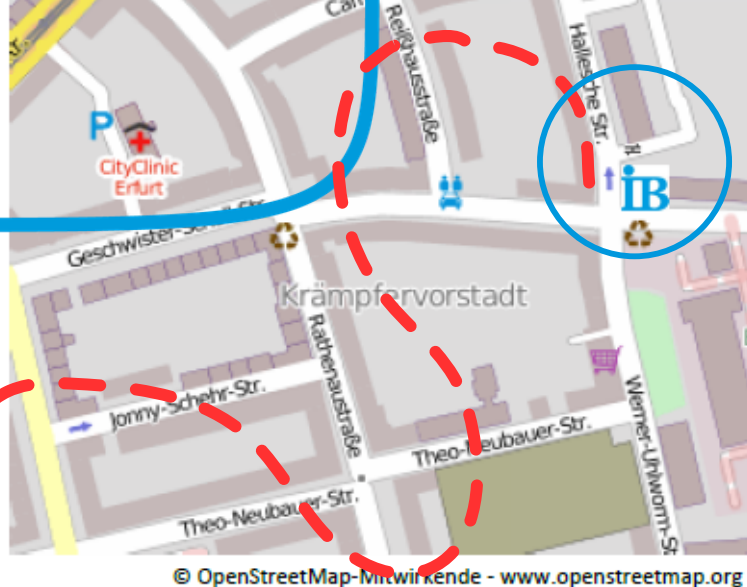 Reißhausstraße
Hallesche Str.
P
CityClinic
Erfurt
iB
Geschwister-Scholl-Str.
Krämpfervorstadt
Rathenaustraße
Jonny-Schehr-Str.
Theo-Neubauer-Str.
Werner-Uhlworm-St
Theo-Neubauer-Str.
© OpenStreetMap-Mitwirkende - www.openstreetmap.org